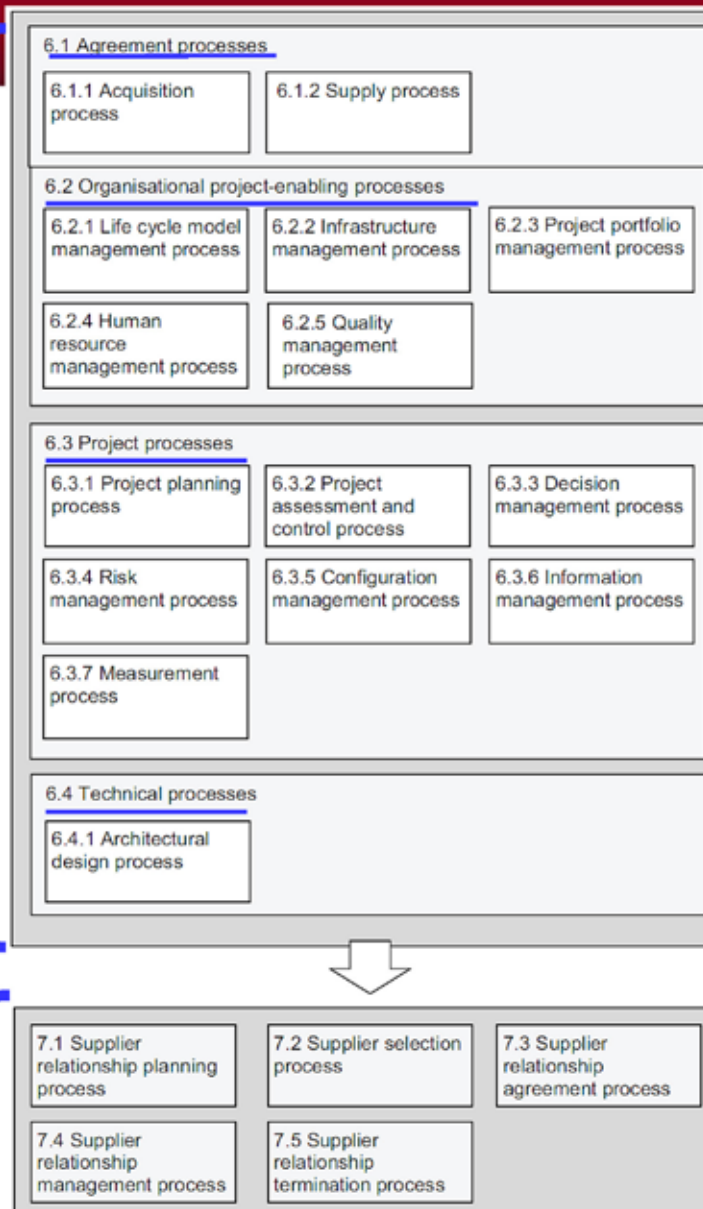 6.1 Agreement processes
6.1.1 Acquisition
process
6.1.2 Supply process
6.2 Organisational project-enabling processes
6.2.1 Life cycle model
management process
6.2.2 Infrastructure
management process
6.2.3 Project portfolio
management process
6.2.4 Human
resource
management process
6.2.5 Quality
management
process
6.3 Project processes
6.3.1 Project planning
process
6.3.2 Project
assessment and
control process
6.3.3 Decision
management process
6.3.4 Risk
management process
6.3.5 Configuration
management process
6.3.6 Information
management process
6.3.7 Measurement
process
6.4 Technical processes
6.4.1 Architectural
design process
7.1 Supplier
relationship planning
process
7.2 Supplier selection
process
7.3 Supplier
relationship
agreement process
7.4 Supplier
relationship
management process
7.5 Supplier
relationship
termination process